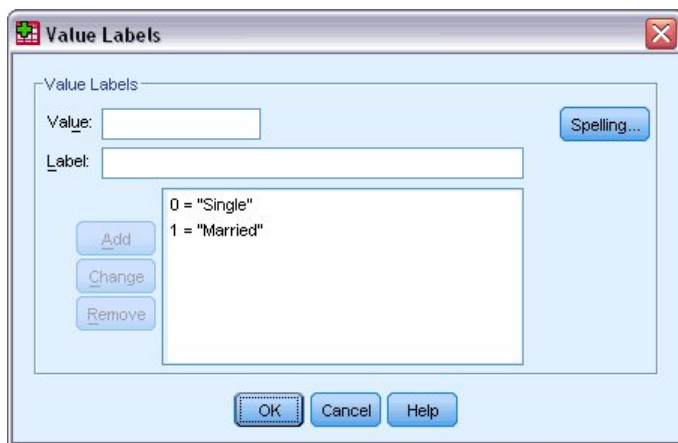 Value Labels
Value Labels
Value:
Spelling...
Label:
0 = "Single"
1 = "Married"
Add
Change
Remove
OK
Cancel
Help